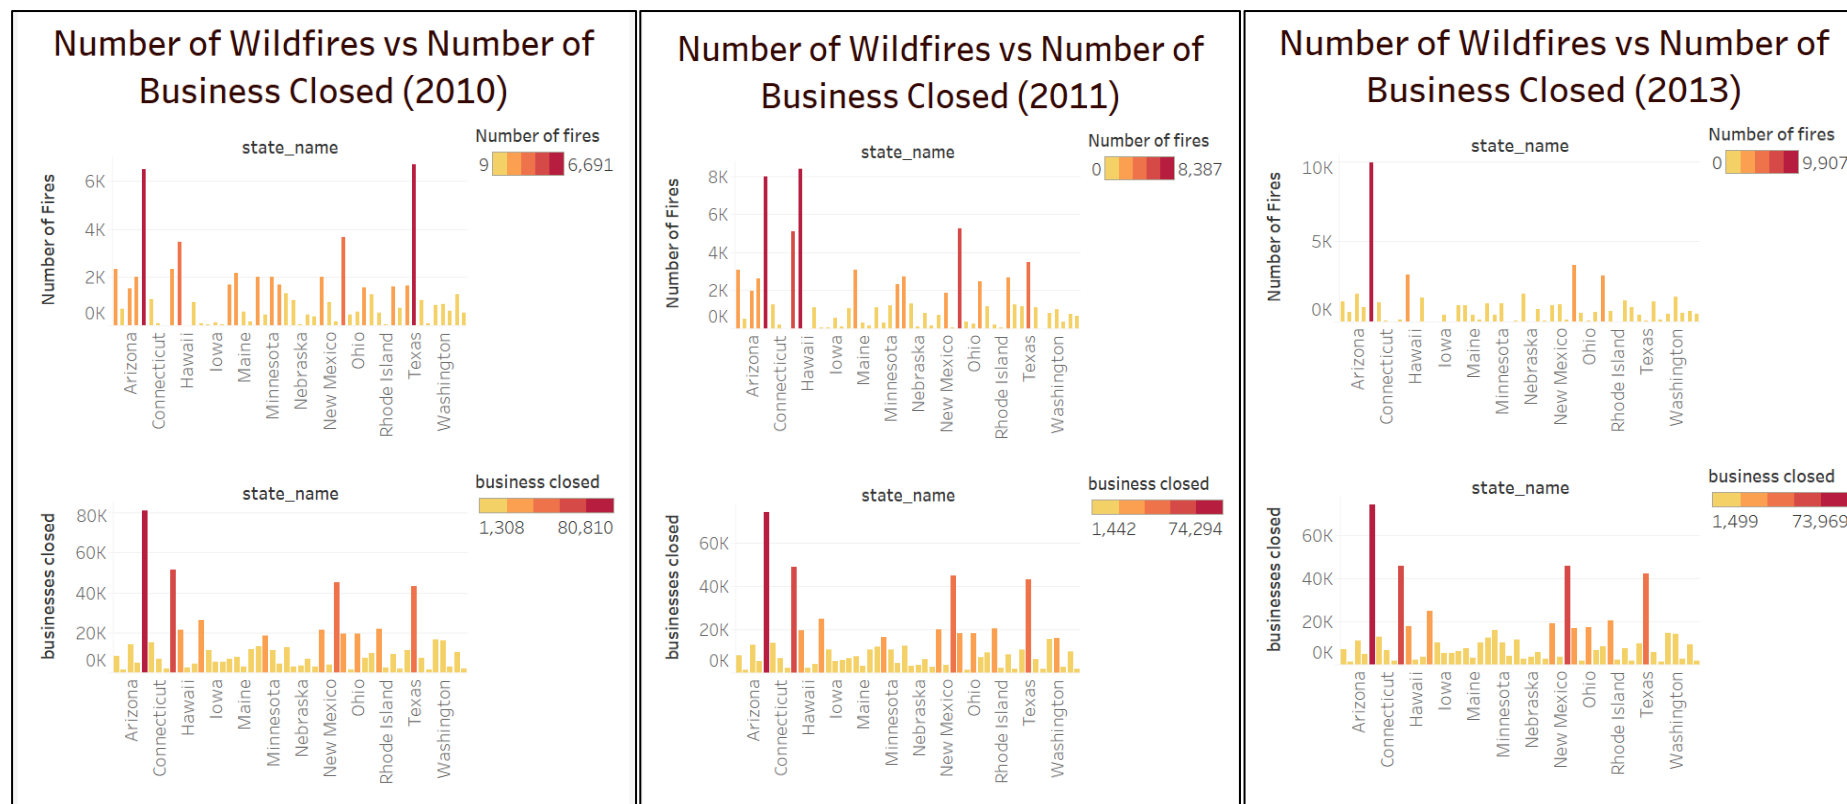 Number of Wildfires vs Number of
Business Closed (2010)
state_name
Number of fires
9 6,691
Number of Fires
6K
4K
2K
0K
Arizona
Connecticut
Hawaii
Iowa
Maine
Minnesota
Nebraska
New Mexico
Ohio
Rhode Island
Texas
Washington
state_name
business closed
1,308 80,810
businesses closed
80K
60K
40K
20K
0K
Arizona
Connecticut
Hawaii
Iowa
Maine
Minnesota
Nebraska
New Mexico
Ohio
Rhode Island
Texas
Washington
Number of Wildfires vs Number of
Business Closed (2011)
state_name
Number of fires
0 8,387
Number of Fires
8K
6K
4K
2K
0K
Arizona
Connecticut
Hawaii
Iowa
Maine
Minnesota
Nebraska
New Mexico
Ohio
Rhode Island
Texas
Washington
state_name
business closed
1,442 74,294
businesses closed
60K
40K
20K
0K
Arizona
Connecticut
Hawaii
Iowa
Maine
Minnesota
Nebraska
New Mexico
Ohio
Rhode Island
Texas
Washington
Number of Wildfires vs Number of
Business Closed (2013)
state_name
Number of fires
0 9,907
Number of Fires
10K
5K
0K
Arizona
Connecticut
Hawaii
Iowa
Maine
Minnesota
Nebraska
New Mexico
Ohio
Rhode Island
Texas
Washington
state_name
business closed
1,499 73,969
businesses closed
60K
40K
20K
0K
Arizona
Connecticut
Hawaii
Iowa
Maine
Minnesota
Nebraska
New Mexico
Ohio
Rhode Island
Texas
Washington